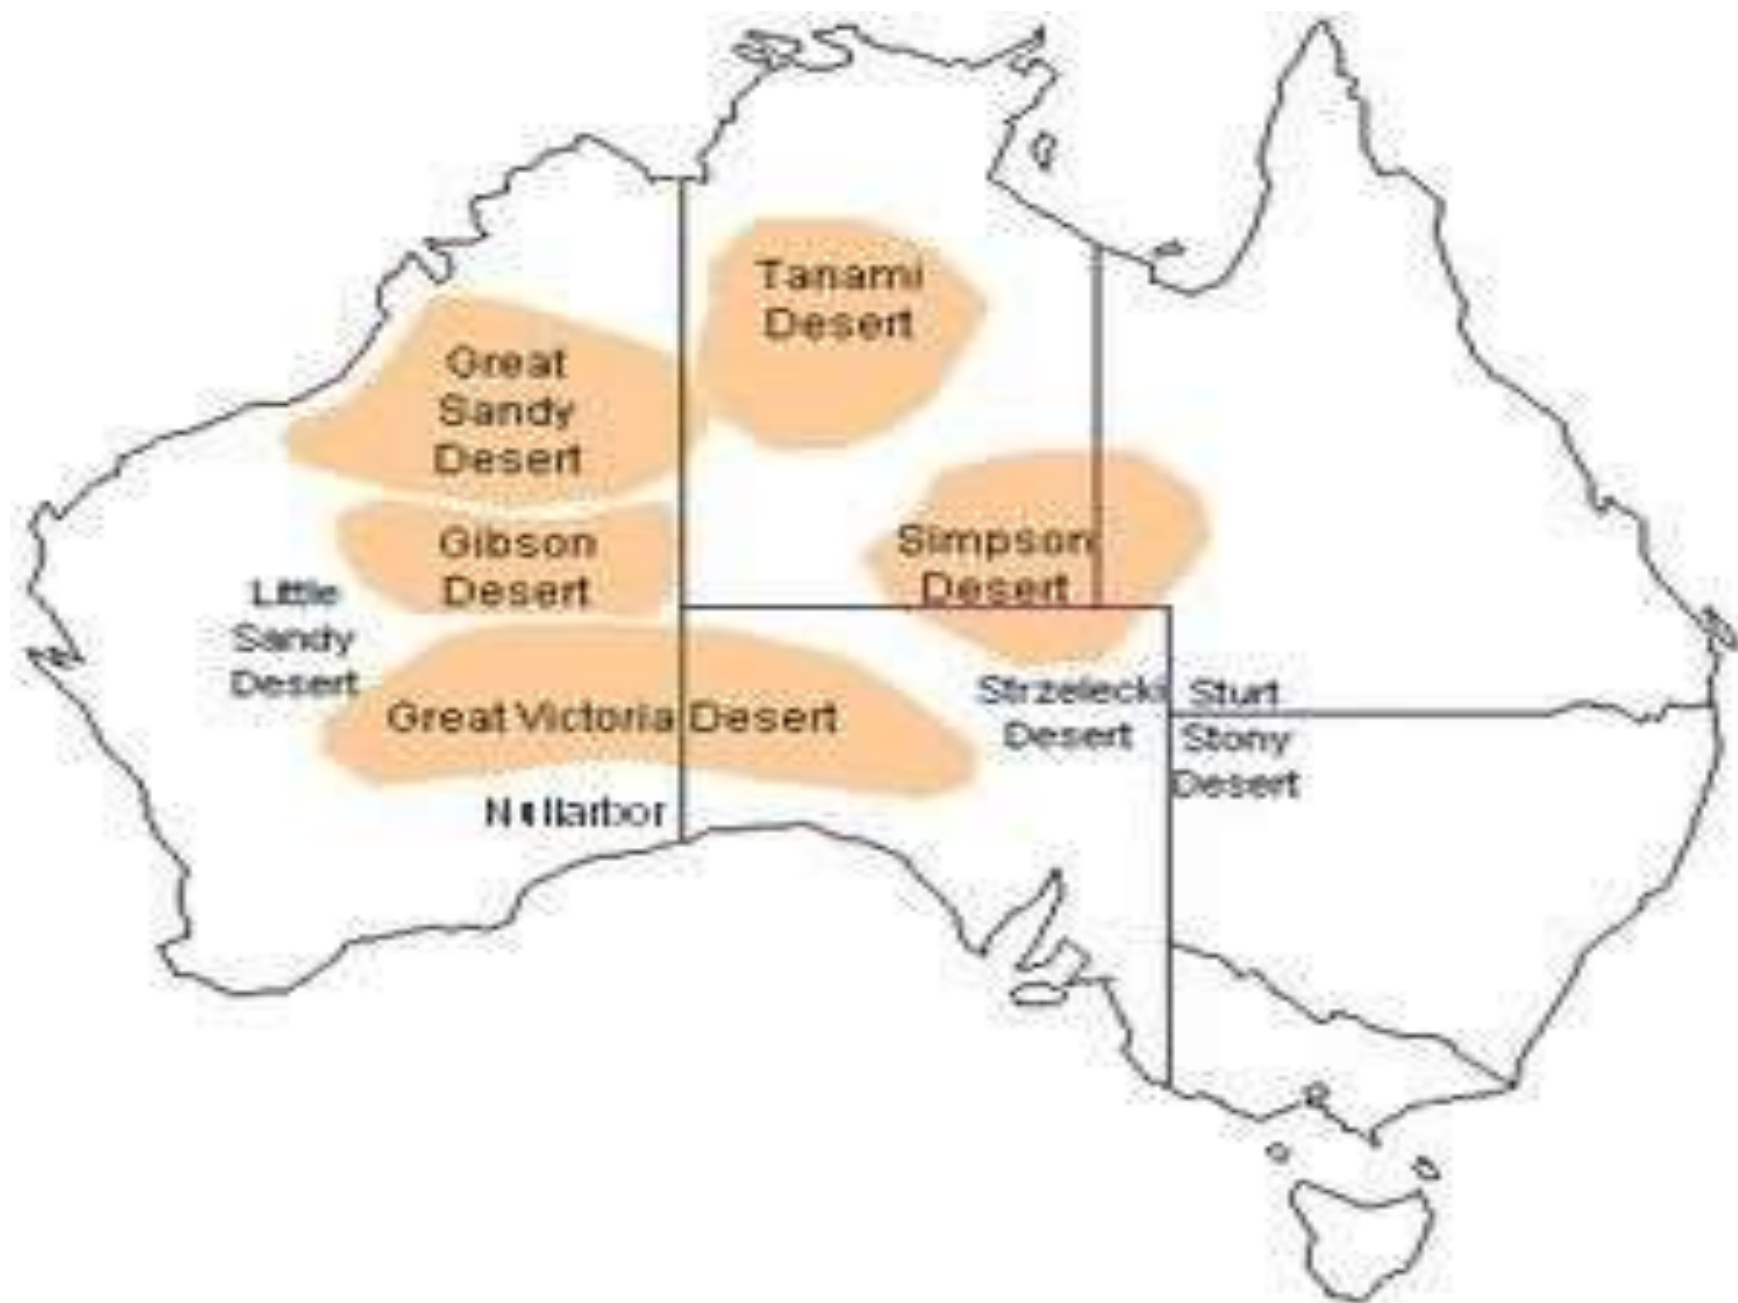 Tanami
Desert
Great
Sandy
Desert
Simpson
Desert
Gibson
Desert
Little
Sandy
Desert
Great Victoria Desert
Strzelecki
Desert
Sturt
Stony
Desert
Nullarbor